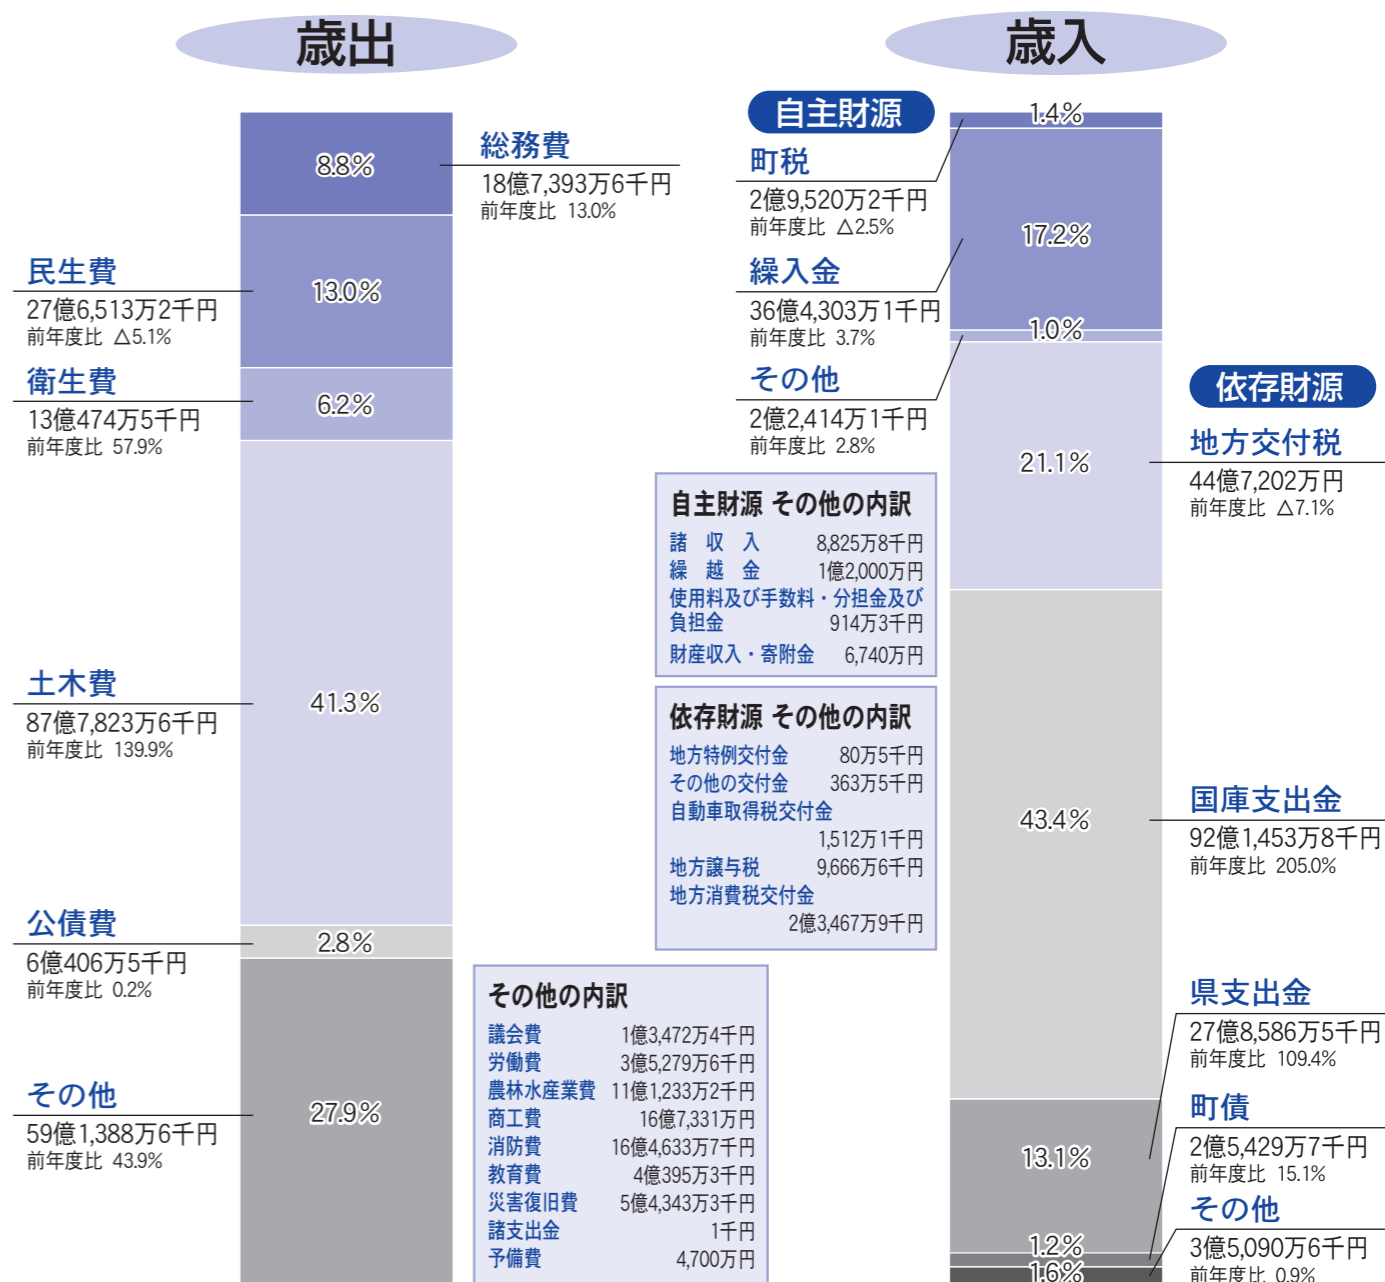 歳出
8.8%
総務費
18億7,393万6千円
前年度比 13.0%
民生費
27億6,513万2千円
前年度比 △5.1%
13.0%
衛生費
13億474万5千円
前年度比 57.9%
6.2%
土木費
87億7,823万6千円
前年度比 139.9%
41.3%
公債費
6億406万5千円
前年度比 0.2%
2.8%
その他
59億1,388万6千円
前年度比 43.9%
27.9%
その他の内訳
議会費 1億3,472万4千円
労働費 3億5,279万6千円
農林水産業費 11億1,233万2千円
商工費 16億7,331万円
消防費 16億4,633万7千円
教育費 4億395万3千円
災害復旧費 5億4,343万3千円
諸支出金 1千円
予備費 4,700万円
歳入
自主財源
町税
2億9,520万2千円
前年度比 △2.5%
1.4%
繰入金
36億4,303万1千円
前年度比 3.7%
17.2%
その他
2億2,414万1千円
前年度比 2.8%
1.0%
自主財源 その他の内訳
諸 収 入 8,825万8千円
繰 越 金 1億2,000万円
使用料及び手数料・分担金及び
負担金 914万3千円
財産収入・寄附金 6,740万円
依存財源 その他の内訳
地方特例交付金 80万5千円
その他の交付金 363万5千円
自動車取得税交付金
1,512万1千円
地方譲与税 9,666万6千円
地方消費税交付金
2億3,467万9千円
依存財源
地方交付税
44億7,202万円
前年度比 △7.1%
21.1%
国庫支出金
92億1,453万8千円
前年度比 205.0%
43.4%
県支出金
27億8,586万5千円
前年度比 109.4%
13.1%
町債
2億5,429万7千円
前年度比 15.1%
1.2%
その他
3億5,090万6千円
前年度比 0.9%
1.6%